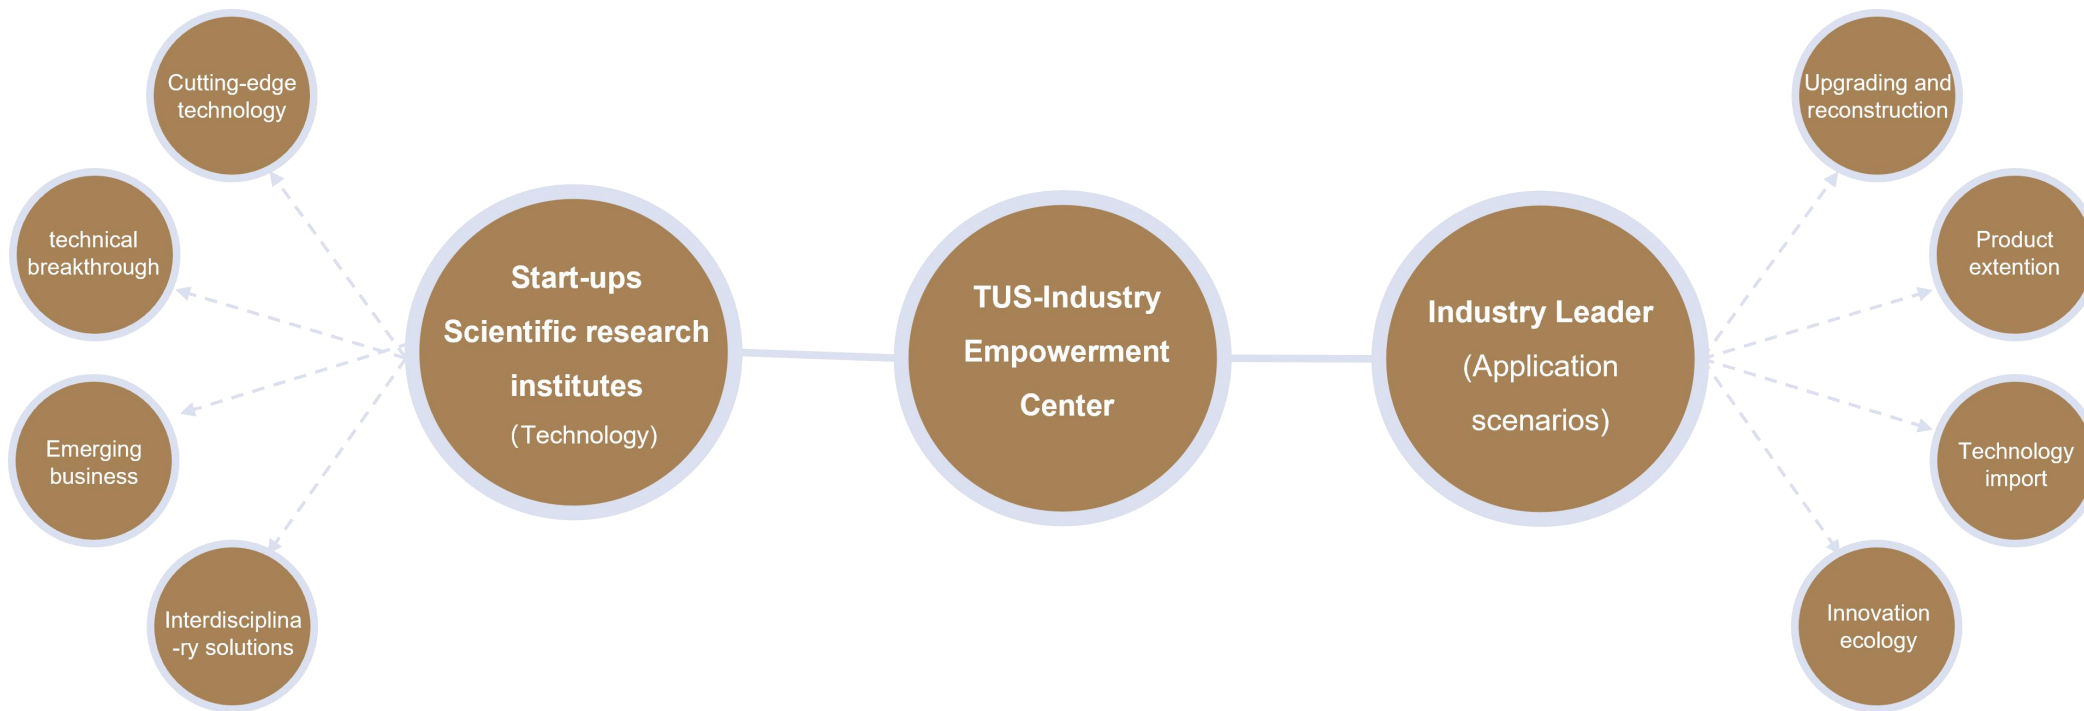 Cutting-edge
technology
technical
breakthrough
Emerging
business
Interdisciplina
-ry solutions
Start-ups
Scientific research
institutes
(Technology)
TUS-Industry
Empowerment
Center
Industry Leader
(Application
scenarios)
Upgrading and
reconstruction
Product
extention
Technology
import
Innovation
ecology